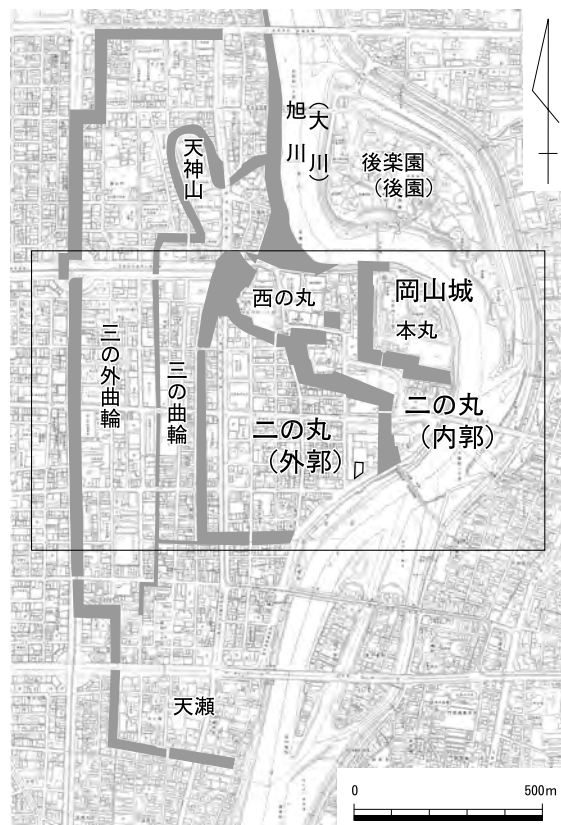 旭川
（大川）
後楽園
（後園）
天神山
西の丸
岡山城
本丸
三の外曲輪
三の曲輪
二の丸
（外郭）
二の丸
（内郭）
天瀬
0 500m